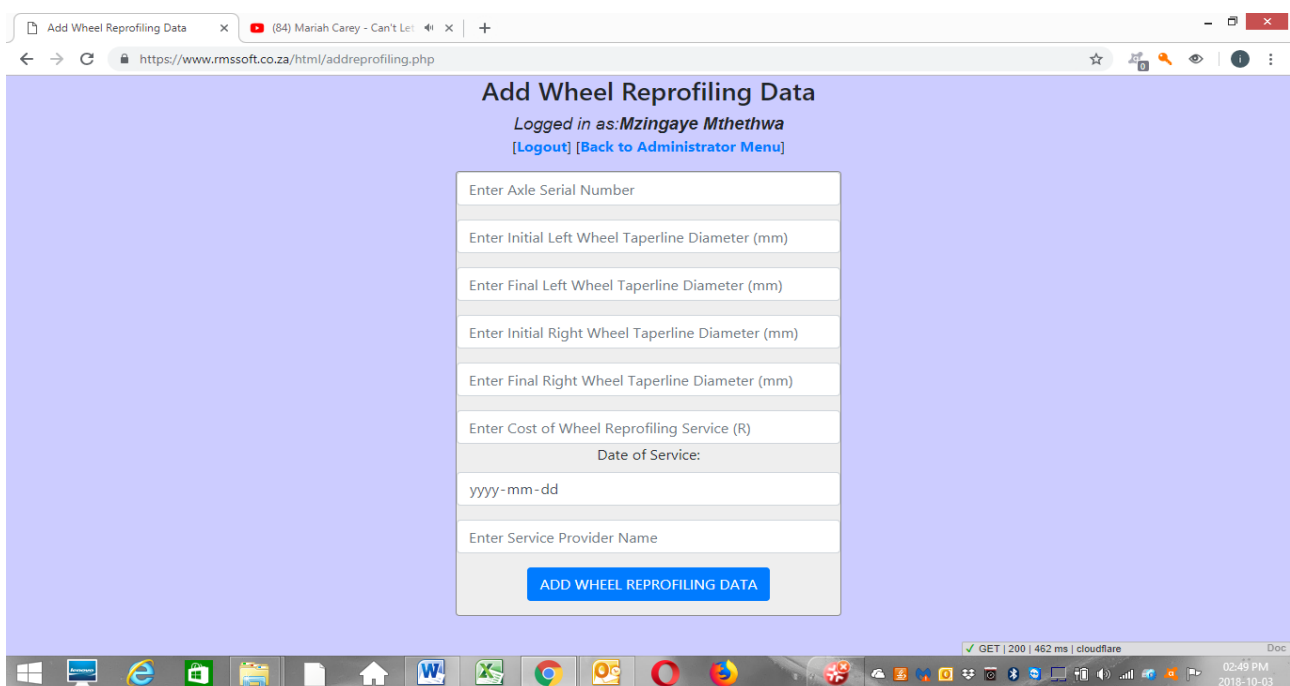 Add Wheel Reprofiling Data
(84) Mariah Carey - Can't Let
https://www.rmssoft.co.za/html/addreprofiling.php
0
i
Add Wheel Reprofiling Data
Logged in as:Mzingaye Mthethwa
[Logout] [Back to Administrator Menu]
Enter Axle Serial Number
Enter Initial Left Wheel Taperline Diameter (mm)
Enter Final Left Wheel Taperline Diameter (mm)
Enter Initial Right Wheel Taperline Diameter (mm)
Enter Final Right Wheel Taperline Diameter (mm)
Enter Cost of Wheel Reprofiling Service (R)
Date of Service:
yyyy-mm-dd
Enter Service Provider Name
ADD WHEEL REPROFILING DATA
GET | 200 | 462 ms | cloudflare
Doc
02:49 PM
2018-10-03